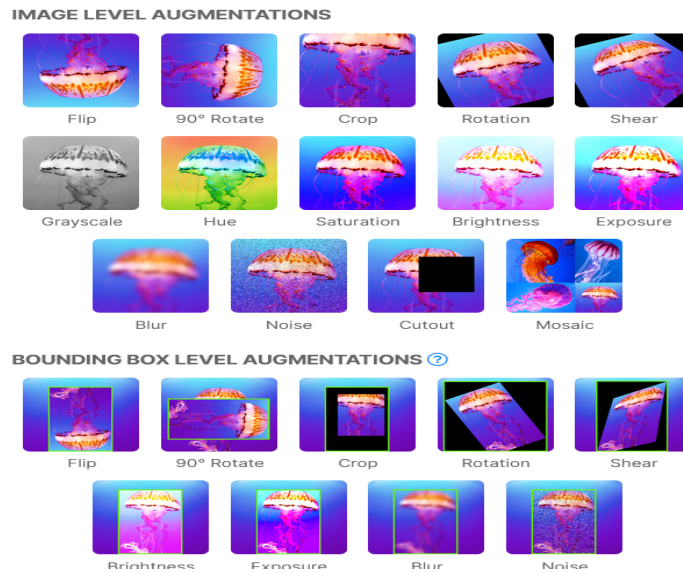 IMAGE LEVEL AUGMENTATIONS
Flip 90° Rotate Crop Rotation Shear
Grayscale Hue Saturation Brightness Exposure
Blur Noise Cutout Mosaic
BOUNDING BOX LEVEL AUGMENTATIONS ?
Flip 90° Rotate Crop Rotation Shear
Brightness Exposure Blur Noise